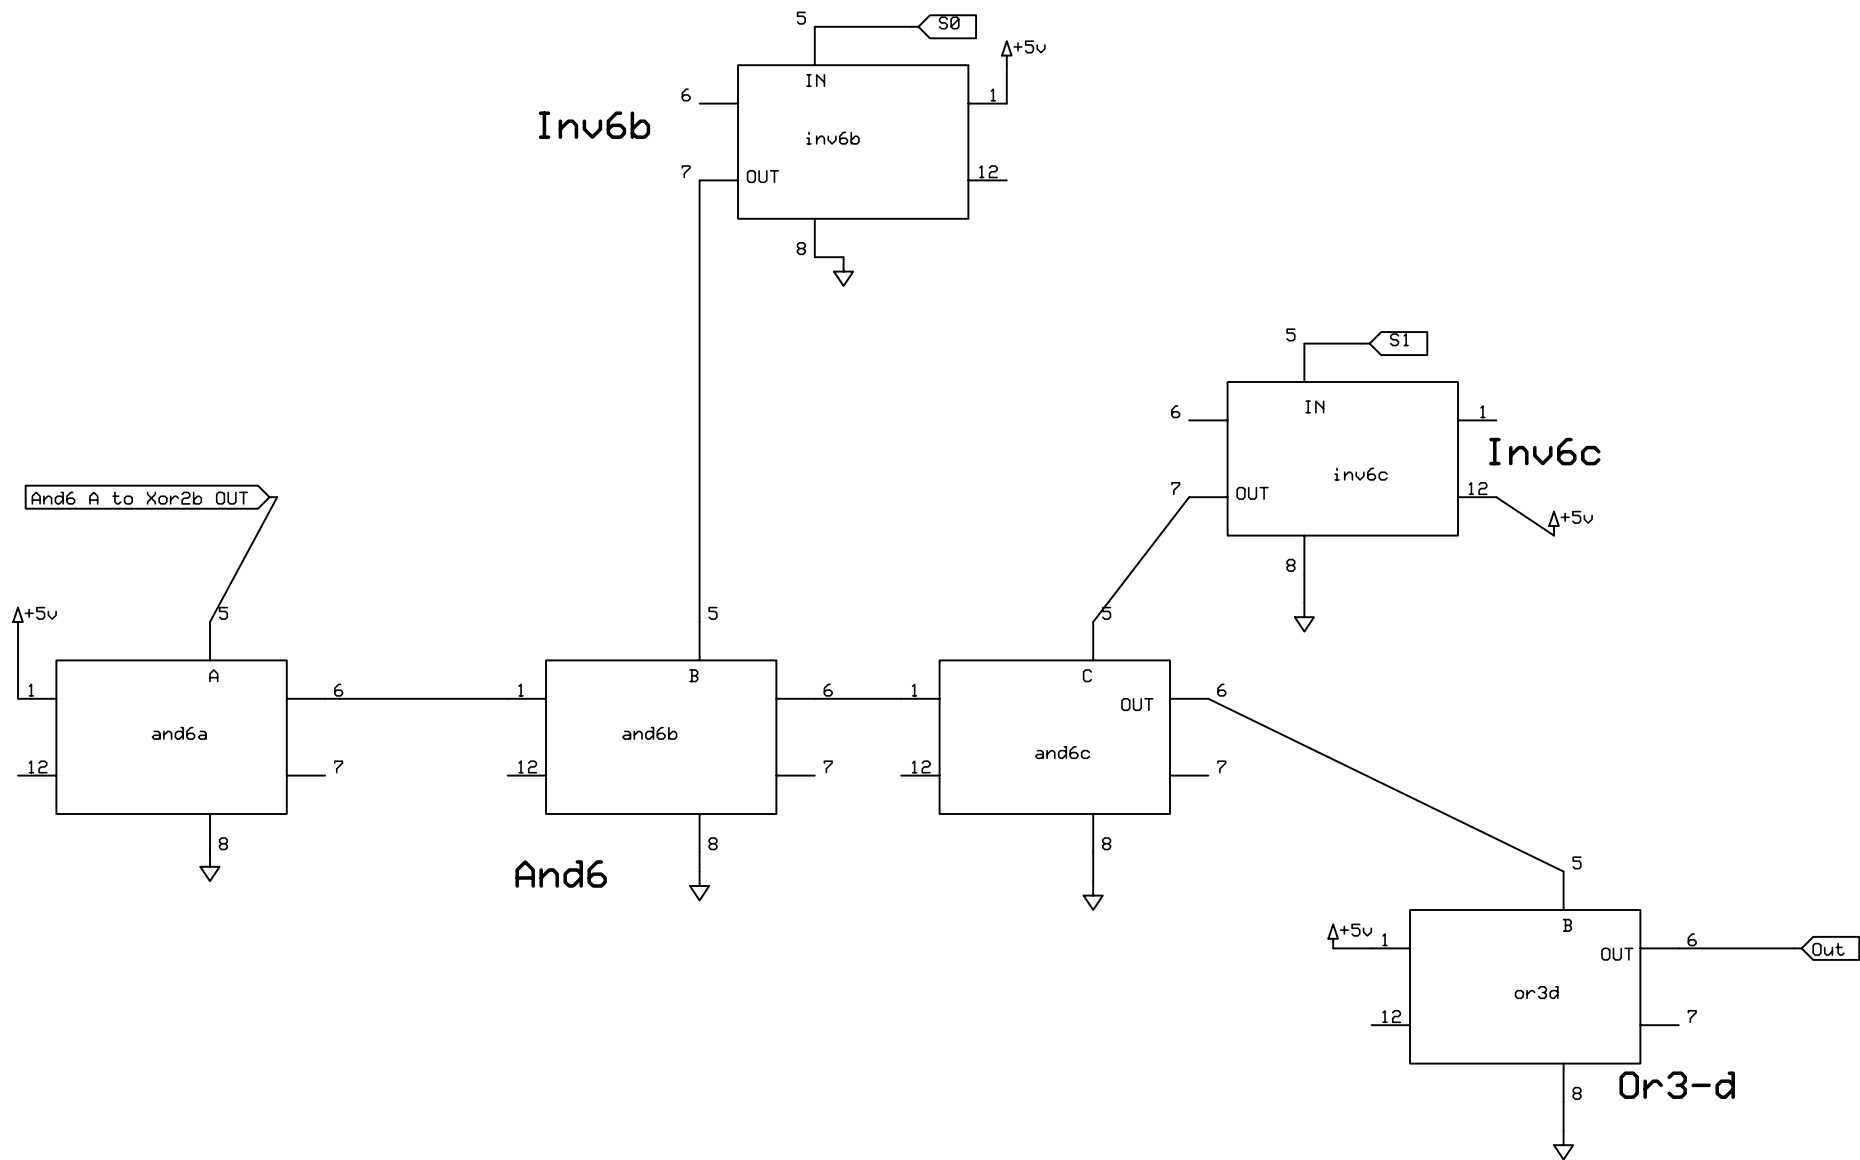 5 S0
+5v
IN
6 1
Inv6b inv6b
7 OUT 12
8
5 S1
IN
6 1
Inv6c
inv6c
And6 A to Xor2b OUT 7 OUT 12
+5v
8
+5v 5 5 5
A B C
1 6 1 6 1 OUT 6
and6a and6b and6c
12 7 12 7 12 7
8 8 8
And6 5
B
+5v 1 OUT 6 Out
or3d
12 7
8 Or3-d